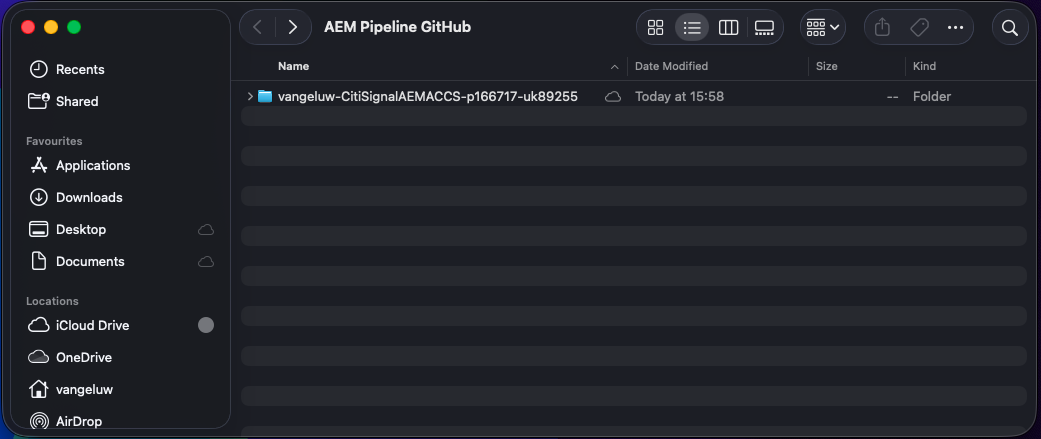 AEM Pipeline GitHub
Recents
Shared
Favourites
Applications
Downloads
Desktop
Documents
Locations
iCloud Drive
OneDrive
vangeluw
AirDrop
Name Date Modified Size Kind
vangeluw-CitiSignalAEMACCS-p166717-uk89255 Today at 15:58 -- Folder